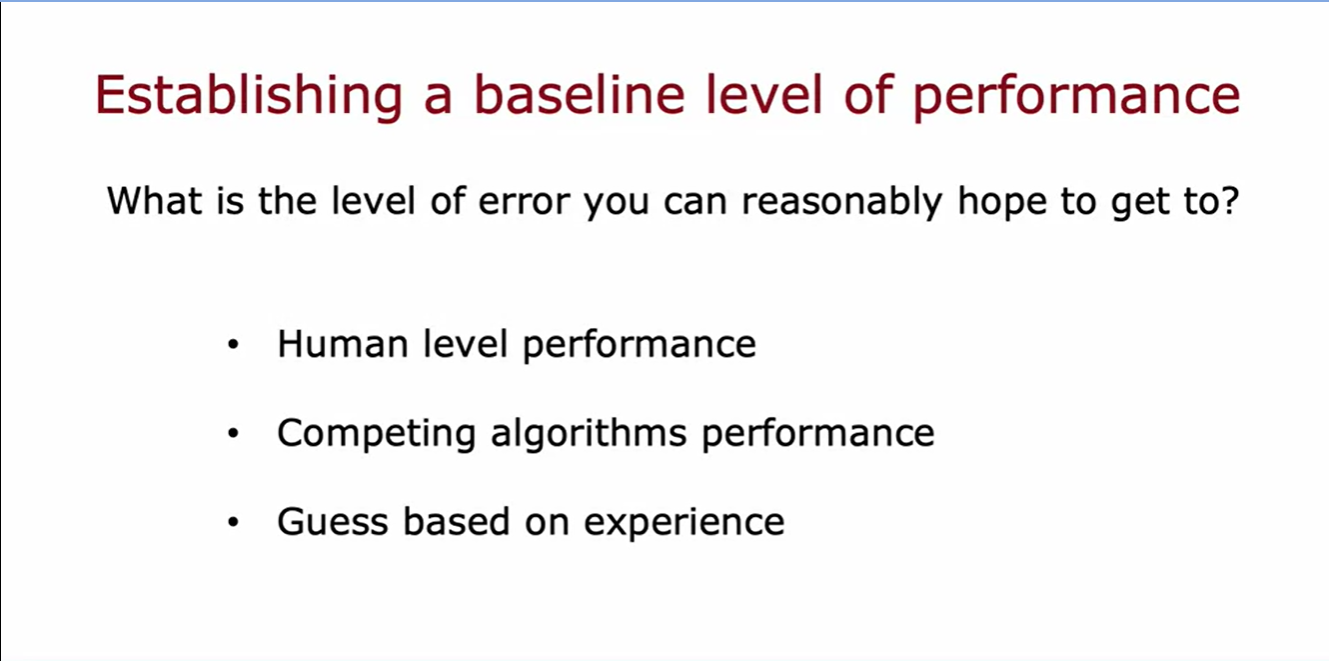 Establishing a baseline level of performance
What is the level of error you can reasonably hope to get to?
• Human level performance
• Competing algorithms performance
• Guess based on experience